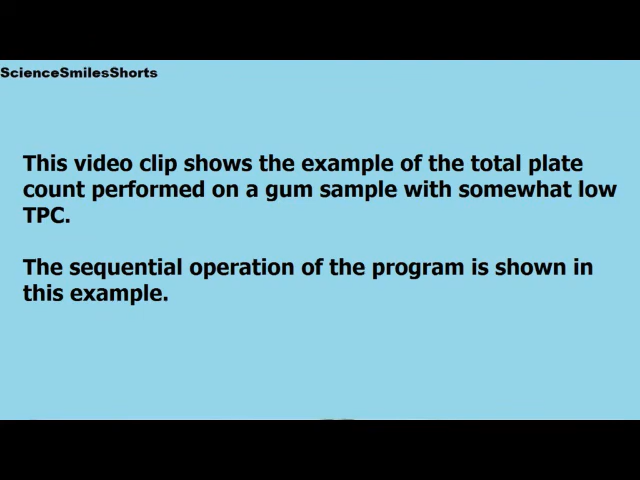 ScienceSmilesShorts
This video clip shows the example of the total plate
count performed on a gum sample with somewhat low
TPC.
The sequential operation of the program is shown in
this example.